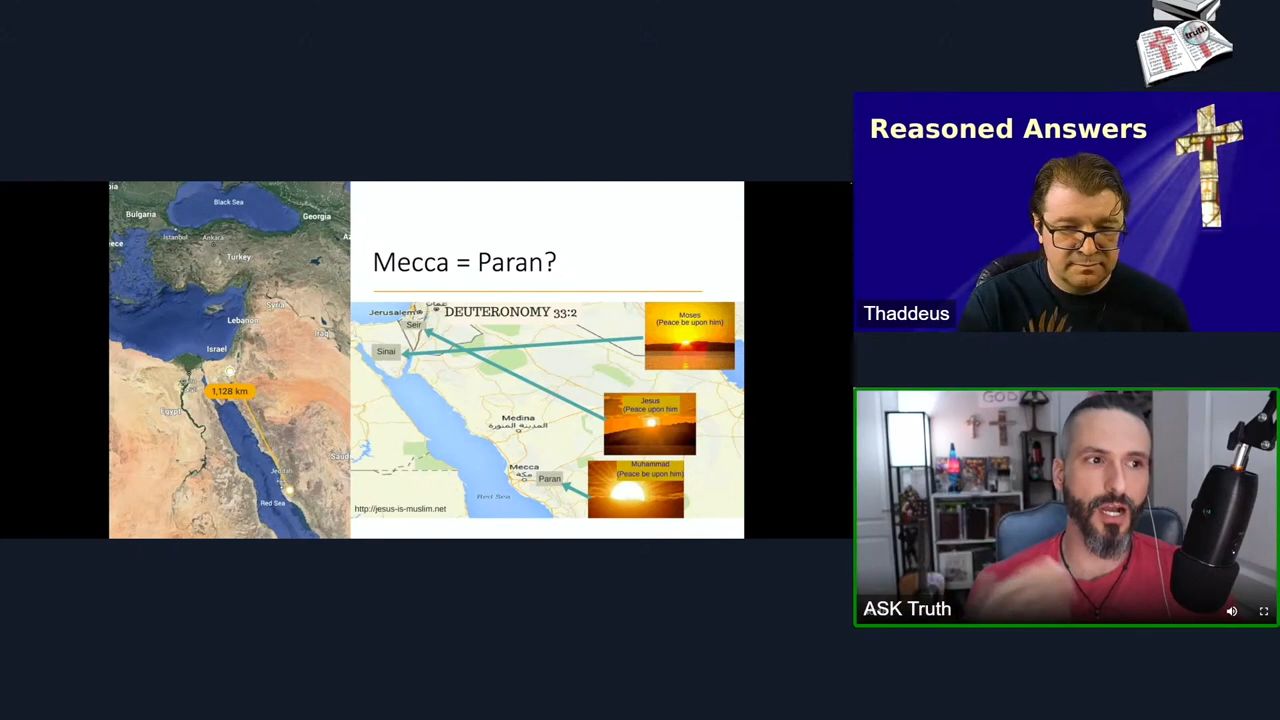 truth
Reasoned Answers
Thaddeus
Black Sea
Bulgaria
Georgia
Istanbul
Ankara
Turkey
Syria
Lebanon
Iraq
Israel
1,128 km
Egypt
Jeddah
Red Sea
Mecca = Paran?
Jerusalem
عمان
DEUTERONOMY 33:2
Seir
Sinai
Moses
(Peace be upon him)
Jesus
(Peace upon him
Medina
المدينة المنورة
Mecca
مكة
Paran
Muhammad
(Peace be upon him)
Red Sea
http://jesus-is-muslim.net
GOD
ASK Truth